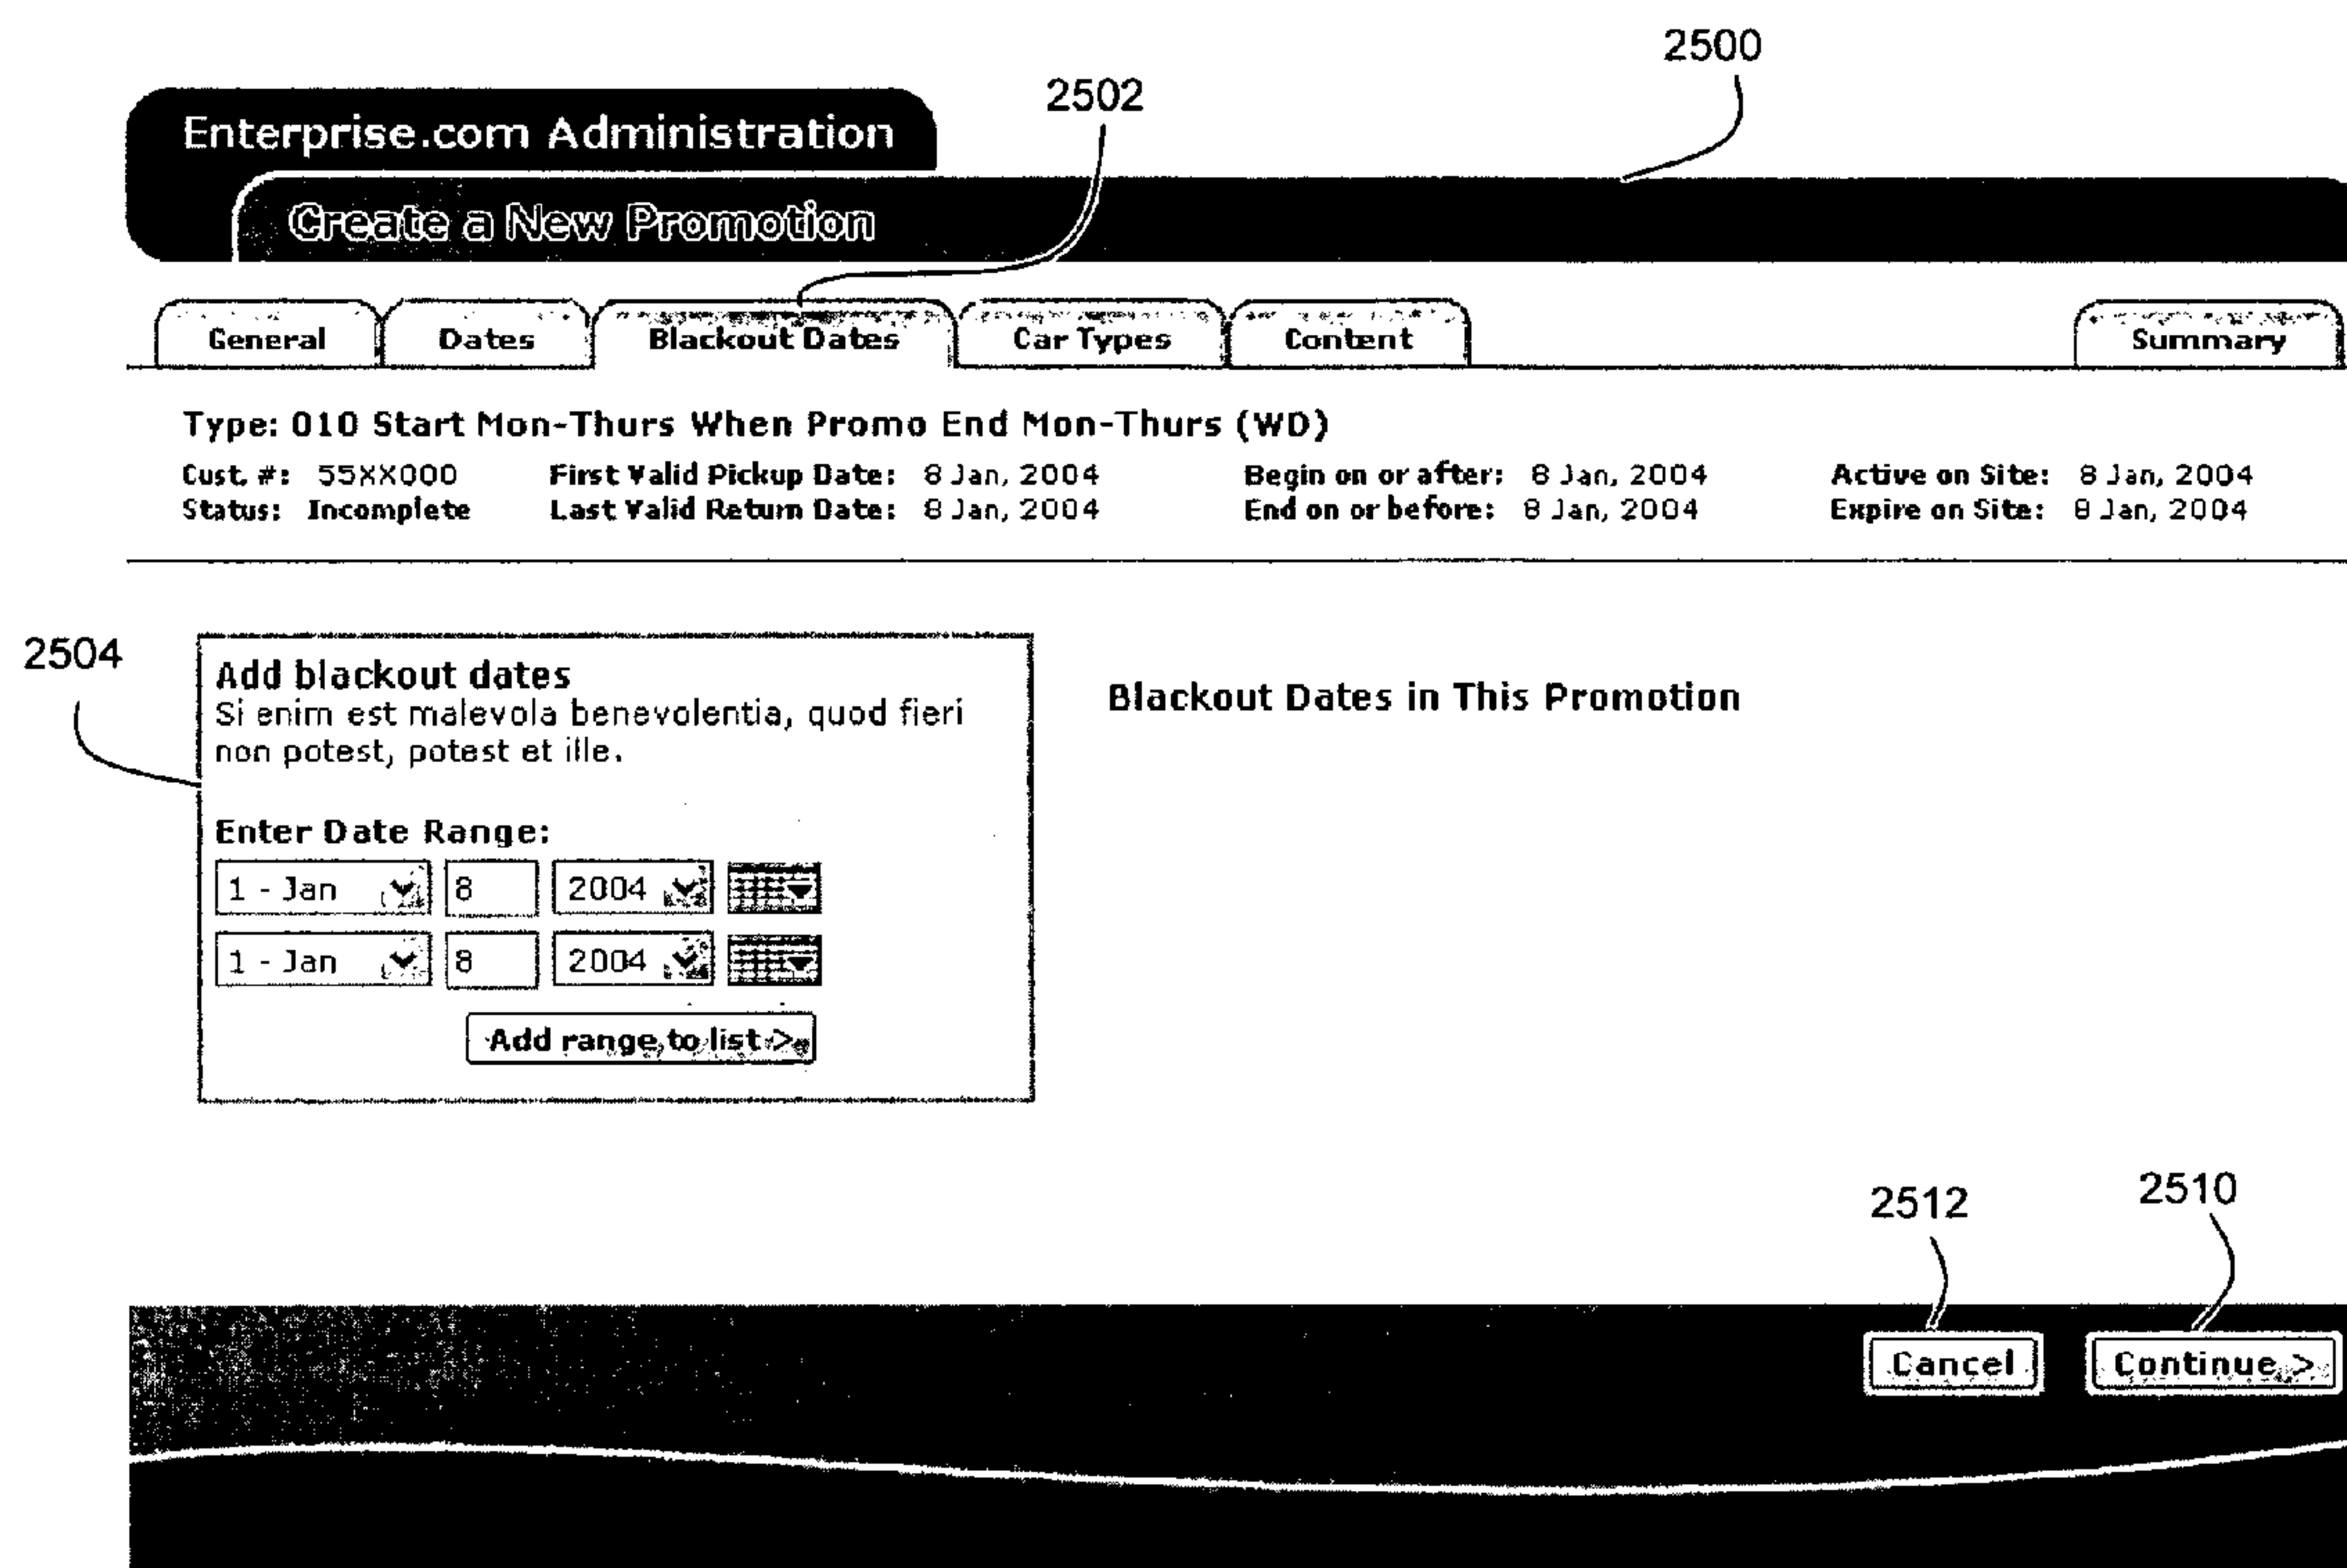 2500
2502
Enterprise.com Administration
Create a New Promotion
General Dates Blackout Dates Car Types Content Summary
Type: 010 Start Mon-Thurs When Promo End Mon-Thurs (WD)
Cust. #: 55XX000 First Valid Pickup Date: 8 Jan, 2004 Begin on or after: 8 Jan, 2004 Active on Site: 8 Jan, 2004
Status: Incomplete Last Valid Return Date: 8 Jan, 2004 End on or before: 8 Jan, 2004 Expire on Site: 8 Jan, 2004
2504
Add blackout dates
Si enim est malevola benevolentia, quod fieri
non potest, potest et ille.
Blackout Dates in This Promotion
Enter Date Range:
1 - Jan 8 2004
1 - Jan 8 2004
Add range to list >
2512 2510
Cancel Continue >